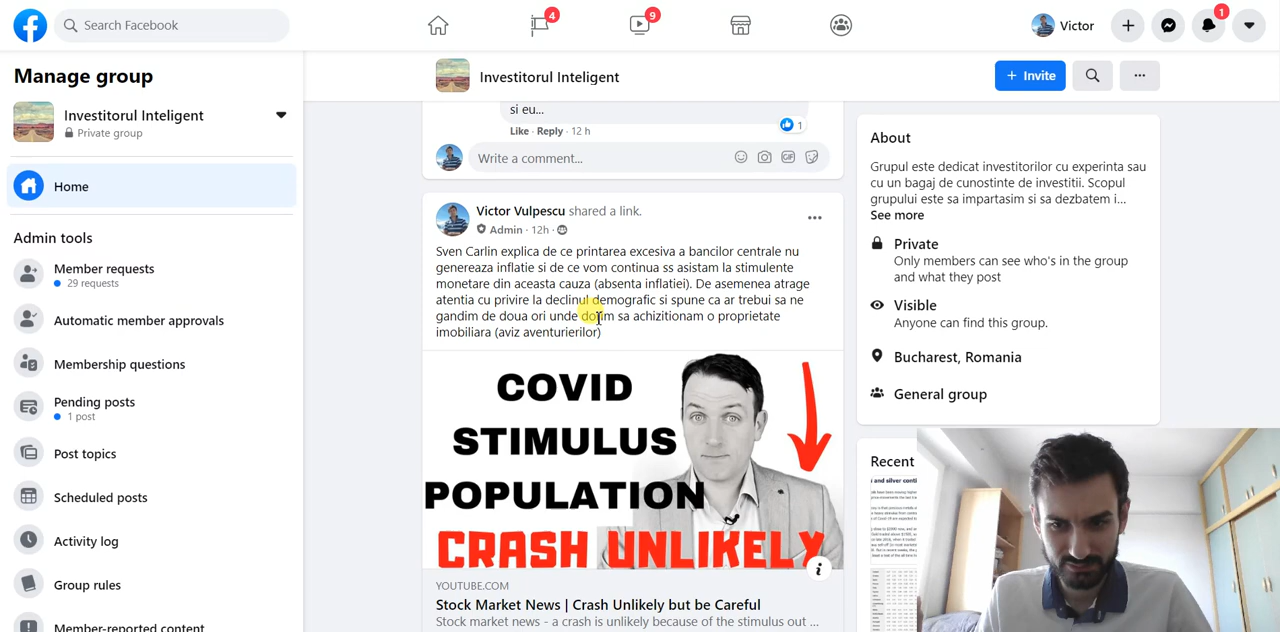 Search Facebook
4
9
Victor
1
Manage group
Investitorul Inteligent
Private group
Home
Admin tools
Member requests
29 requests
Automatic member approvals
Membership questions
Pending posts
1 post
Post topics
Scheduled posts
Activity log
Group rules
Member-reported content
Investitorul Inteligent
+ Invite
si eu...
Like · Reply · 12 h
1
Write a comment...
GIF
Victor Vulpescu shared a link.
Admin · 12h ·
Sven Carlin explica de ce printarea excesiva a bancilor centrale nu
genereaza inflatie si de ce vom continua ss asistam la stimulente
monetare din aceasta cauza (absenta inflatiei). De asemenea atrage
atentia cu privire la declinul demografic si spune ca ar trebui sa ne
gandim de doua ori unde dorim sa achizitionam o proprietate
imobiliara (aviz aventurierilor)
COVID
STIMULUS
POPULATION
CRASH UNLIKELY
YOUTUBE.COM
Stock Market News | Crash Unlikely but be Careful
Stock market news - a crash is unlikely because of the stimulus out ...
About
Grupul este dedicat investitorilor cu experinta sau
cu un bagaj de cunostinte de investitii. Scopul
grupului este sa impartasim si sa dezbatem i...
See more
Private
Only members can see who's in the group
and what they post
Visible
Anyone can find this group.
Bucharest, Romania
General group
Recent